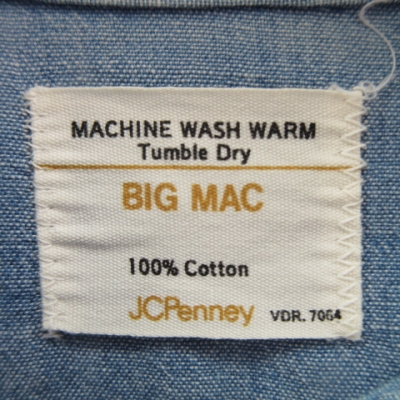 MACHINE WASH WARM
Tumble Dry
BIG MAC
100% Cotton
JCPenney VDR. 7064